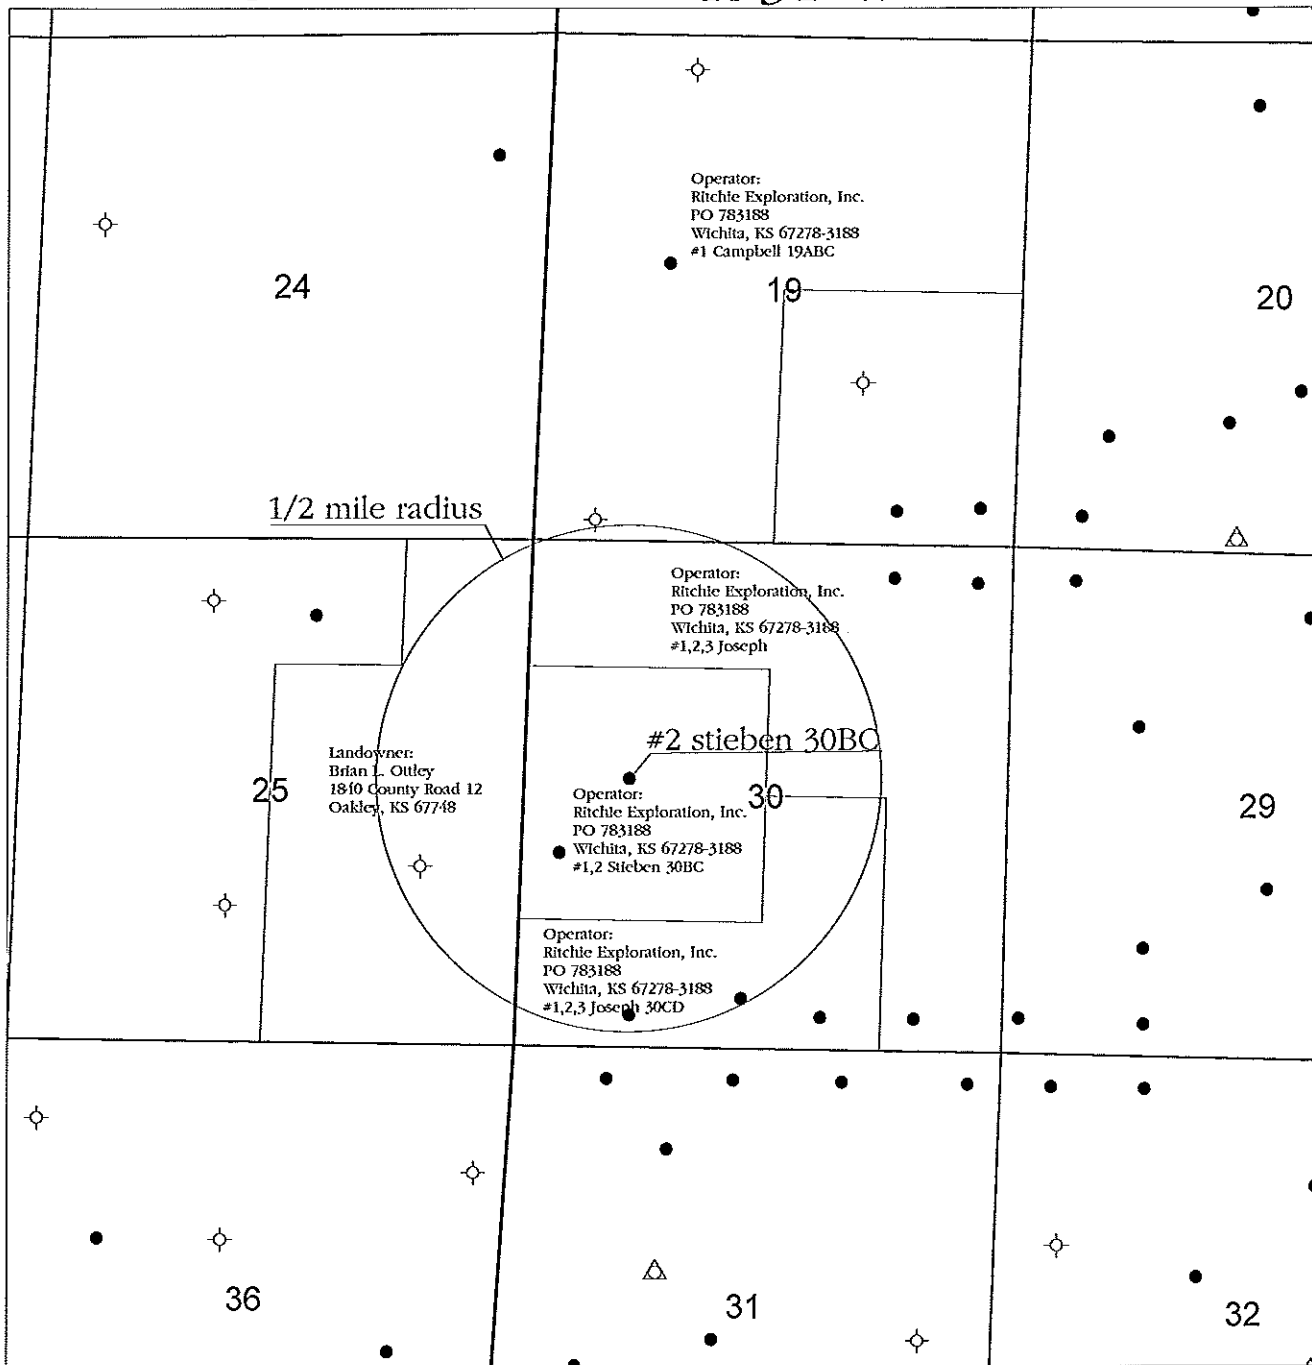 Operator:
Ritchie Exploration, Inc.
PO 783188
Wichita, KS 67278-3188
#1 Campbell 19ABC
24
19
20
1/2 mile radius
Operator:
Ritchie Exploration, Inc.
PO 783188
Wichita, KS 67278-3188
#1,2,3 Joseph
#2 stieben 30BC
Landowner:
Brian L. Ottley
1840 County Road 12
Oakley, KS 67748
25
Operator:
Ritchie Exploration, Inc.
PO 783188
Wichita, KS 67278-3188
#1,2 Stieben 30BC
30
29
Operator:
Ritchie Exploration, Inc.
PO 783188
Wichita, KS 67278-3188
#1,2,3 Joseph 30CD
36
31
32